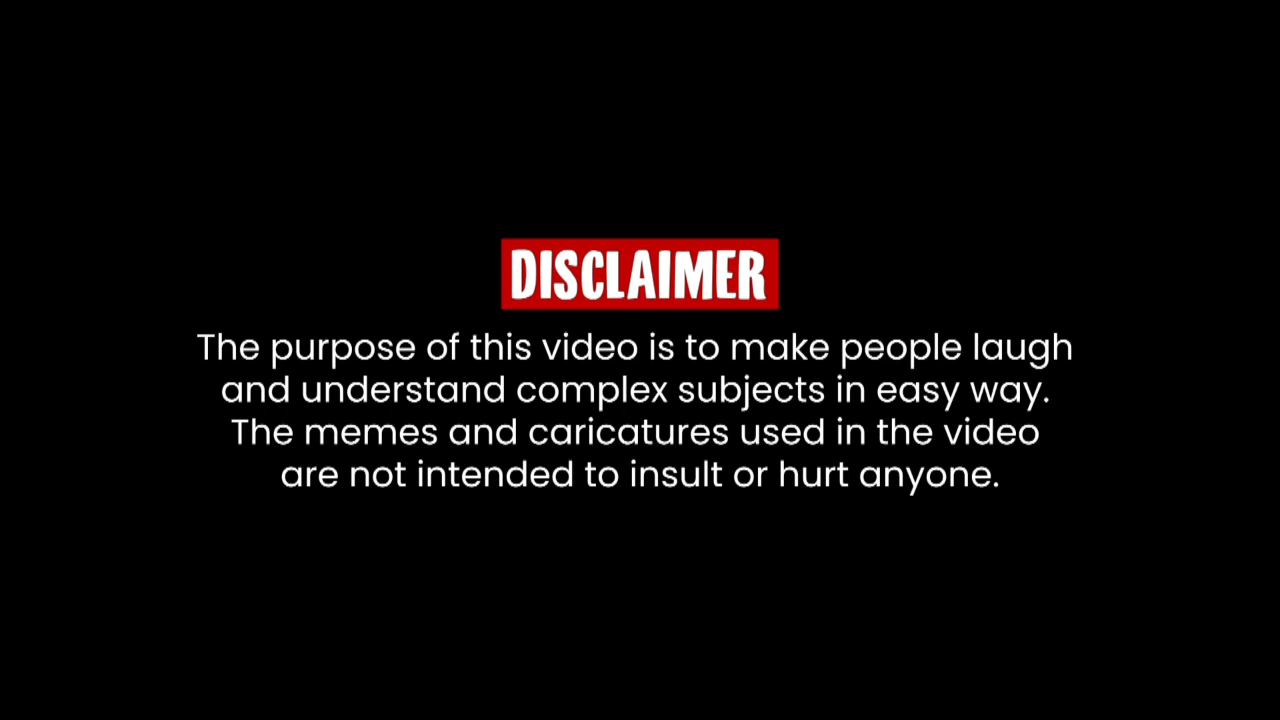 DISCLAIMER
The purpose of this video is to make people laugh
and understand complex subjects in easy way.
The memes and caricatures used in the video
are not intended to insult or hurt anyone.